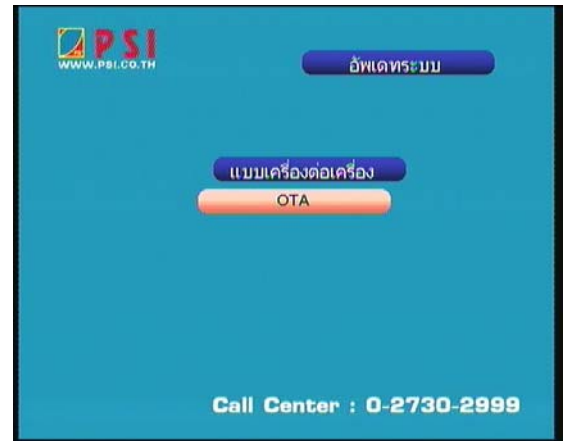 PSI
WWW.PSI.CO.TH
อัพเดทระบบ
แบบเครื่องต่อเครื่อง
OTA
Call Center : 0-2730-2999